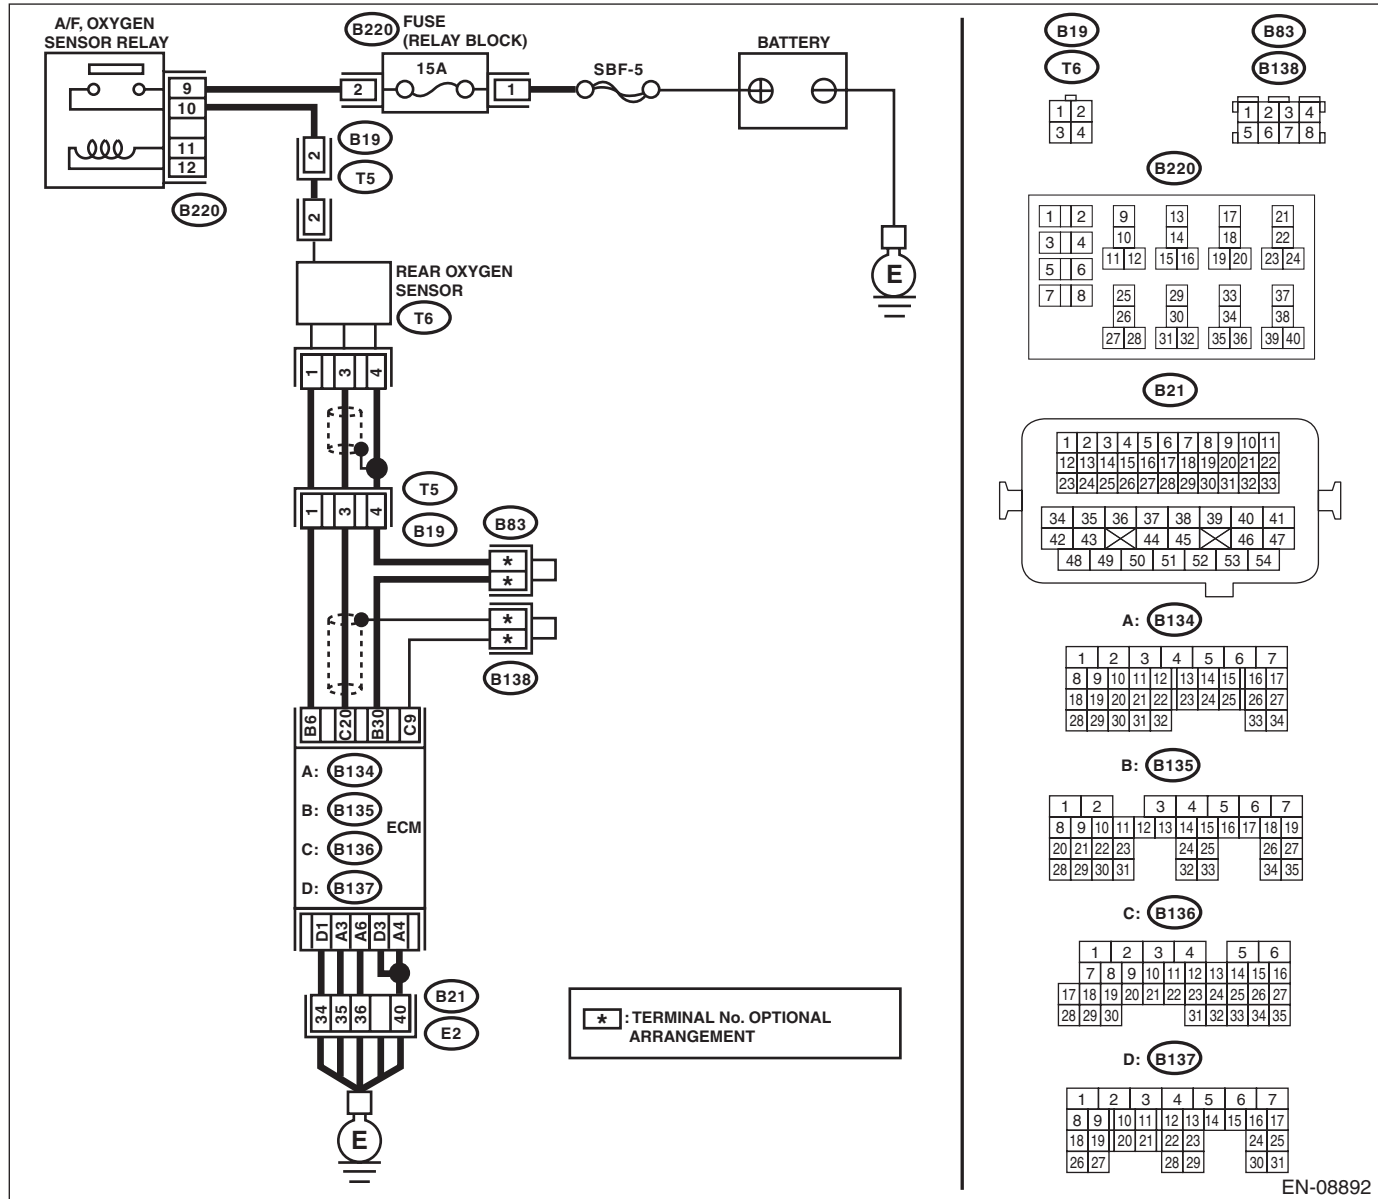 A/F, OXYGEN
SENSOR RELAY
B220
FUSE
(RELAY BLOCK)
15A
SBF-5
BATTERY
9
10
11
12
2
1
B220
2
B19
T5
2
REAR OXYGEN
SENSOR
T6
E
1 3 4
T5
1 3 4
B19
B83
*
*
*
*
B138
B6 C20 B30 C9
A: B134
B: B135
C: B136
D: B137
ECM
D1 A3 A6 D3 A4
34 35 36 40
B21
E2
E
* : TERMINAL No. OPTIONAL
ARRANGEMENT
B19 B83
T6 B138
1 2
3 4
1 2 3 4
5 6 7 8
B220
1 2 9 13 17 21
3 4 10 14 18 22
11 12 15 16 19 20 23 24
5 6
7 8 25 29 33 37
26 30 34 38
27 28 31 32 35 36 39 40
B21
1 2 3 4 5 6 7 8 9 10 11
12 13 14 15 16 17 18 19 20 21 22
23 24 25 26 27 28 29 30 31 32 33
34 35 36 37 38 39 40 41
42 43 44 45 46 47
48 49 50 51 52 53 54
A: B134
1 2 3 4 5 6 7
8 9 10 11 12 13 14 15 16 17
18 19 20 21 22 23 24 25 26 27
28 29 30 31 32 33 34
B: B135
1 2 3 4 5 6 7
8 9 10 11 12 13 14 15 16 17 18 19
20 21 22 23 24 25 26 27
28 29 30 31 32 33 34 35
C: B136
1 2 3 4 5 6
7 8 9 10 11 12 13 14 15 16
17 18 19 20 21 22 23 24 25 26 27
28 29 30 31 32 33 34 35
D: B137
1 2 3 4 5 6 7
8 9 10 11 12 13 14 15 16 17
18 19 20 21 22 23 24 25
26 27 28 29 30 31
EN-08892